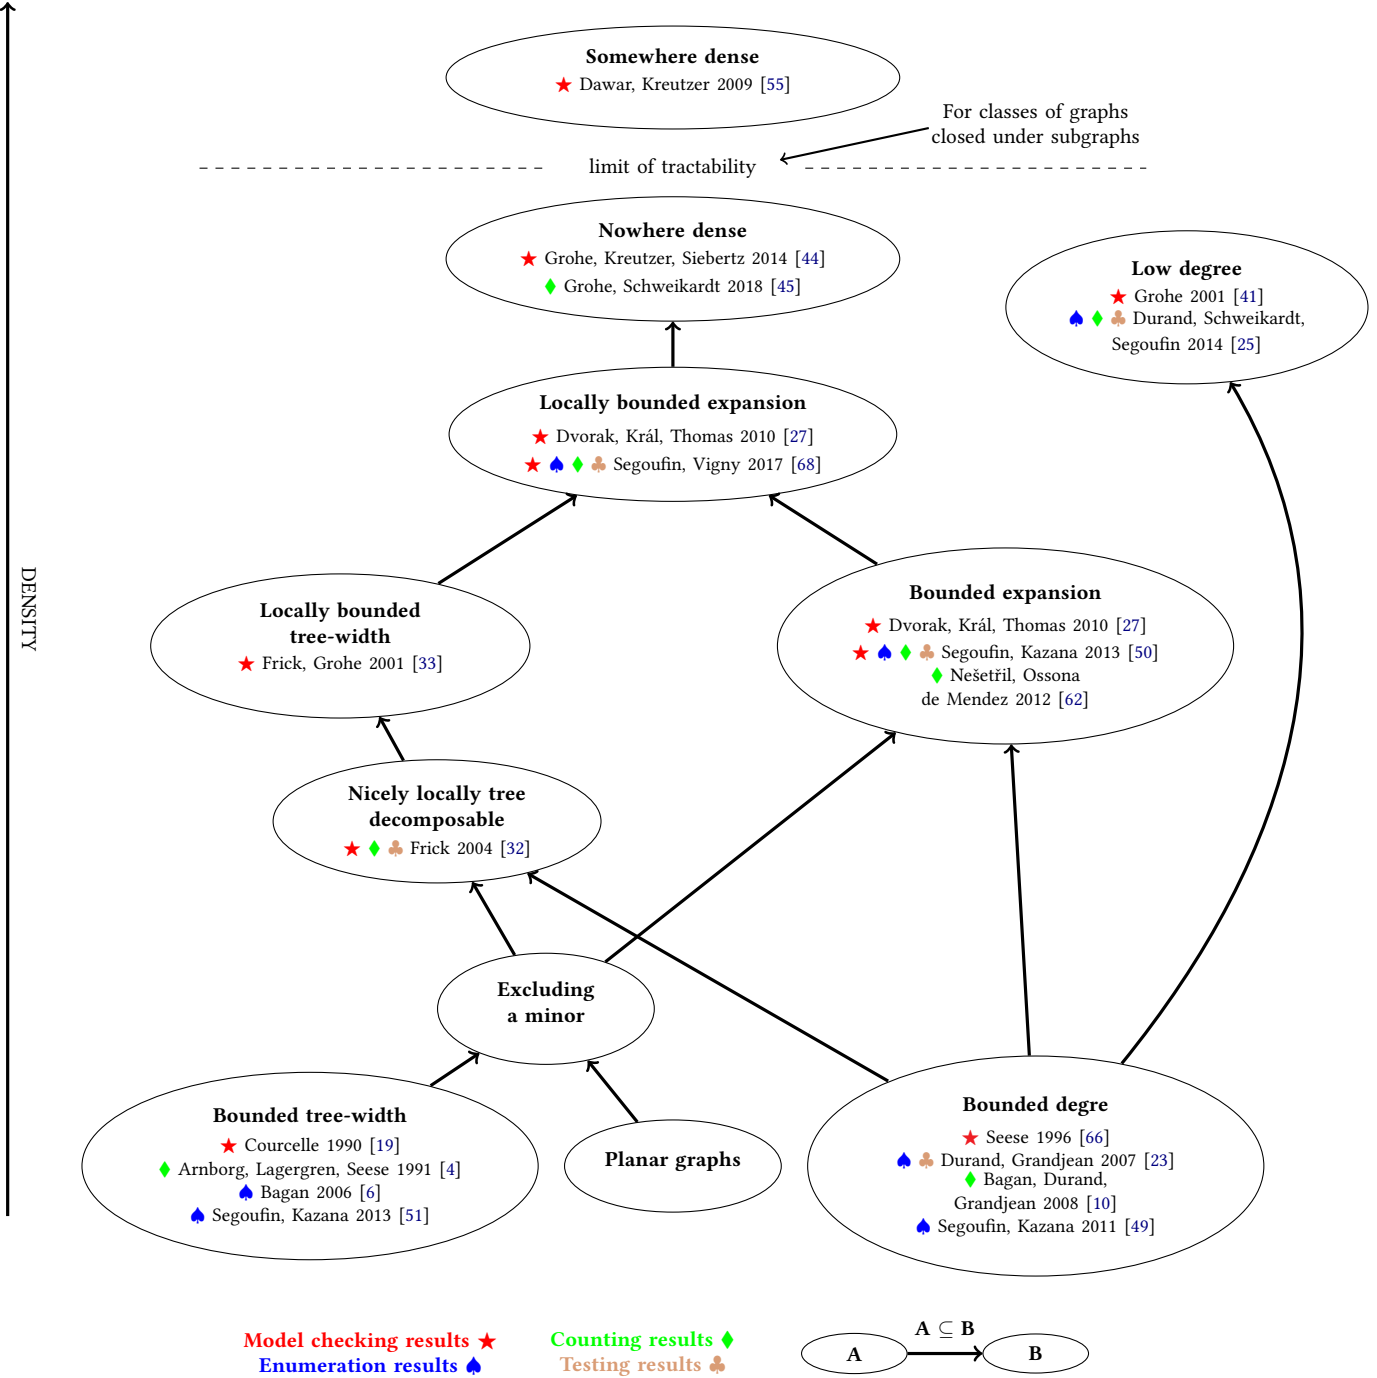 Somewhere dense
★ Dawar, Kreutzer 2009 [55]
For classes of graphs
closed under subgraphs
limit of tractability
Nowhere dense
★ Grohe, Kreutzer, Siebertz 2014 [44]
♦ Grohe, Schweikardt 2018 [45]
Low degree
★ Grohe 2001 [41]
♠ ♦ ♣ Durand, Schweikardt,
Segoufin 2014 [25]
Locally bounded expansion
★ Dvorak, Král, Thomas 2010 [27]
★ ♠ ♦ ♣ Segoufin, Vigny 2017 [68]
DENSITY
Locally bounded
tree-width
★ Frick, Grohe 2001 [33]
Bounded expansion
★ Dvorak, Král, Thomas 2010 [27]
★ ♠ ♦ ♣ Segoufin, Kazana 2013 [50]
♦ Nešetřil, Ossona
de Mendez 2012 [62]
Nicely locally tree
decomposable
★ ♦ ♣ Frick 2004 [32]
Excluding
a minor
Bounded tree-width
★ Courcelle 1990 [19]
♦ Arnborg, Lagergren, Seese 1991 [4]
♠ Bagan 2006 [6]
♠ Segoufin, Kazana 2013 [51]
Planar graphs
Bounded degre
★ Seese 1996 [66]
♠ ♣ Durand, Grandjean 2007 [23]
♦ Bagan, Durand,
Grandjean 2008 [10]
♠ Segoufin, Kazana 2011 [49]
Model checking results ★
Enumeration results ♠
Counting results ♦
Testing results ♣
A ⊆ B
A
B